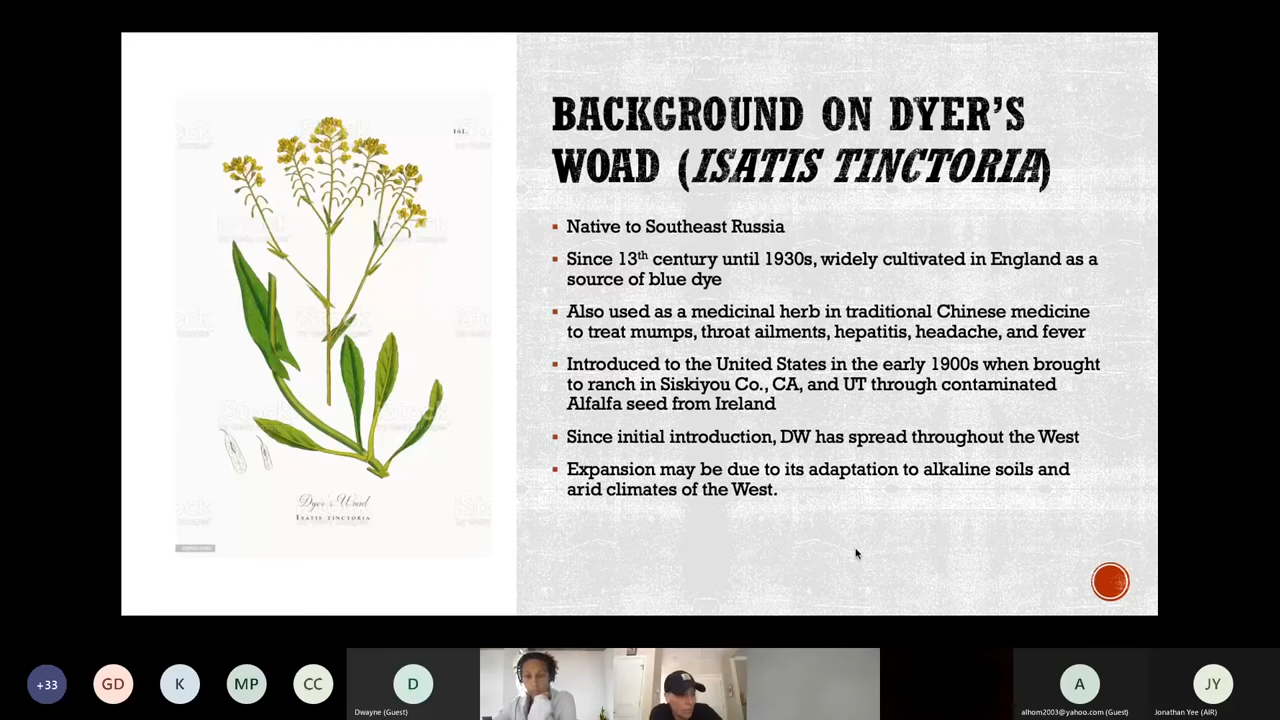 BACKGROUND ON DYER'S
WOAD (ISATIS TINCTORIA)
161.
Native to Southeast Russia
Since 13th century until 1930s, widely cultivated in England as a
source of blue dye
Also used as a medicinal herb in traditional Chinese medicine
to treat mumps, throat ailments, hepatitis, headache, and fever
Introduced to the United States in the early 1900s when brought
to ranch in Siskiyou Co., CA, and UT through contaminated
Alfalfa seed from Ireland
Since initial introduction, DW has spread throughout the West
Expansion may be due to its adaptation to alkaline soils and
arid climates of the West.
Dyer's Woad
ISATIS TINCTORIA
+33
GD
K
MP
CC
D
A
JY
Dwayne (Guest)
alhom2003@yahoo.com (Guest)
Jonathan Yee (AIR)